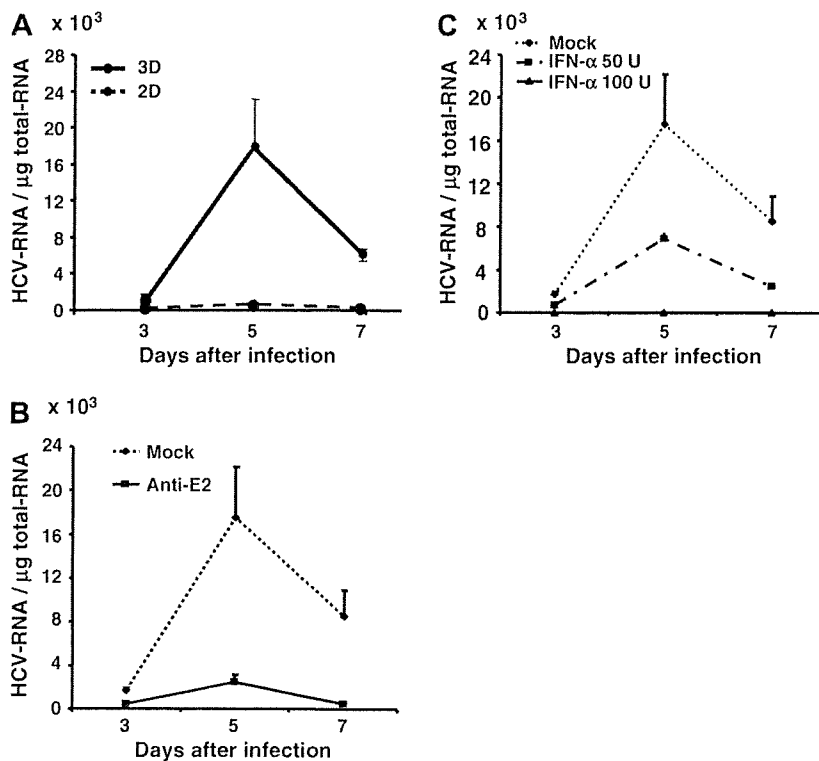 A
x 10³
HCV-RNA / µg total-RNA
28
24
20
16
12
8
4
0
3D
2D
3
5
7
Days after infection
B
x 10³
HCV-RNA / µg total-RNA
24
20
16
12
8
4
0
Mock
Anti-E2
3
5
7
Days after infection
C
x 10³
HCV-RNA / µg total-RNA
24
20
16
12
8
4
0
Mock
IFN-α 50 U
IFN-α 100 U
3
5
7
Days after infection